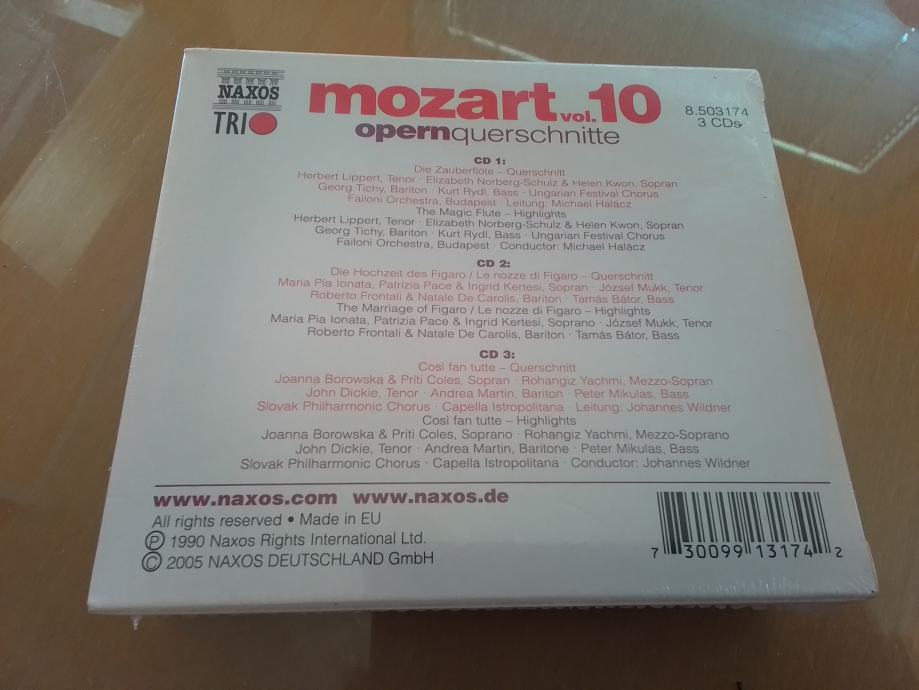 NAXOS
TRIO
mozart vol. 10
opernquerschnitte
8.503174
3 CDs
CD 1:
Die Zauberflöte – Querschnitt
Herbert Lippert, Tenor · Elizabeth Norberg-Schulz & Helen Kwon, Sopran
Georg Tichy, Bariton · Kurt Rydl, Bass · Ungarian Festival Chorus
Failoni Orchestra, Budapest · Leitung: Michael Halácz
The Magic Flute – Highlights
Herbert Lippert, Tenor · Elizabeth Norberg-Schulz & Helen Kwon, Sopran
Georg Tichy, Bariton · Kurt Rydl, Bass · Ungarian Festival Chorus
Failoni Orchestra, Budapest · Conductor: Michael Halácz
CD 2:
Die Hochzeit des Figaro / Le nozze di Figaro – Querschnitt
Maria Pia Ionata, Patrizia Pace & Ingrid Kertesi, Sopran · József Mukk, Tenor
Roberto Frontali & Natale De Carolis, Bariton · Tamás Bátor, Bass
The Marriage of Figaro / Le nozze di Figaro – Highlights
Maria Pia Ionata, Patrizia Pace & Ingrid Kertesi, Soprano · József Mukk, Tenor
Roberto Frontali & Natale De Carolis, Bariton · Tamás Bátor, Bass
CD 3:
Così fan tutte – Querschnitt
Joanna Borowska & Priti Coles, Sopran · Rohangiz Yachmi, Mezzo-Sopran
John Dickie, Tenor · Andrea Martin, Bariton · Peter Mikulas, Bass
Slovak Philharmonic Chorus · Capella Istropolitana · Leitung: Johannes Wildner
Così fan tutte – Highlights
Joanna Borowska & Priti Coles, Soprano · Rohangiz Yachmi, Mezzo-Soprano
John Dickie, Tenor · Andrea Martin, Baritone · Peter Mikulas, Bass
Slovak Philharmonic Chorus · Capella Istropolitana · Conductor: Johannes Wildner
www.naxos.com www.naxos.de
All rights reserved • Made in EU
Ⓟ 1990 Naxos Rights International Ltd.
© 2005 NAXOS DEUTSCHLAND GmbH
7 30099 13174 2